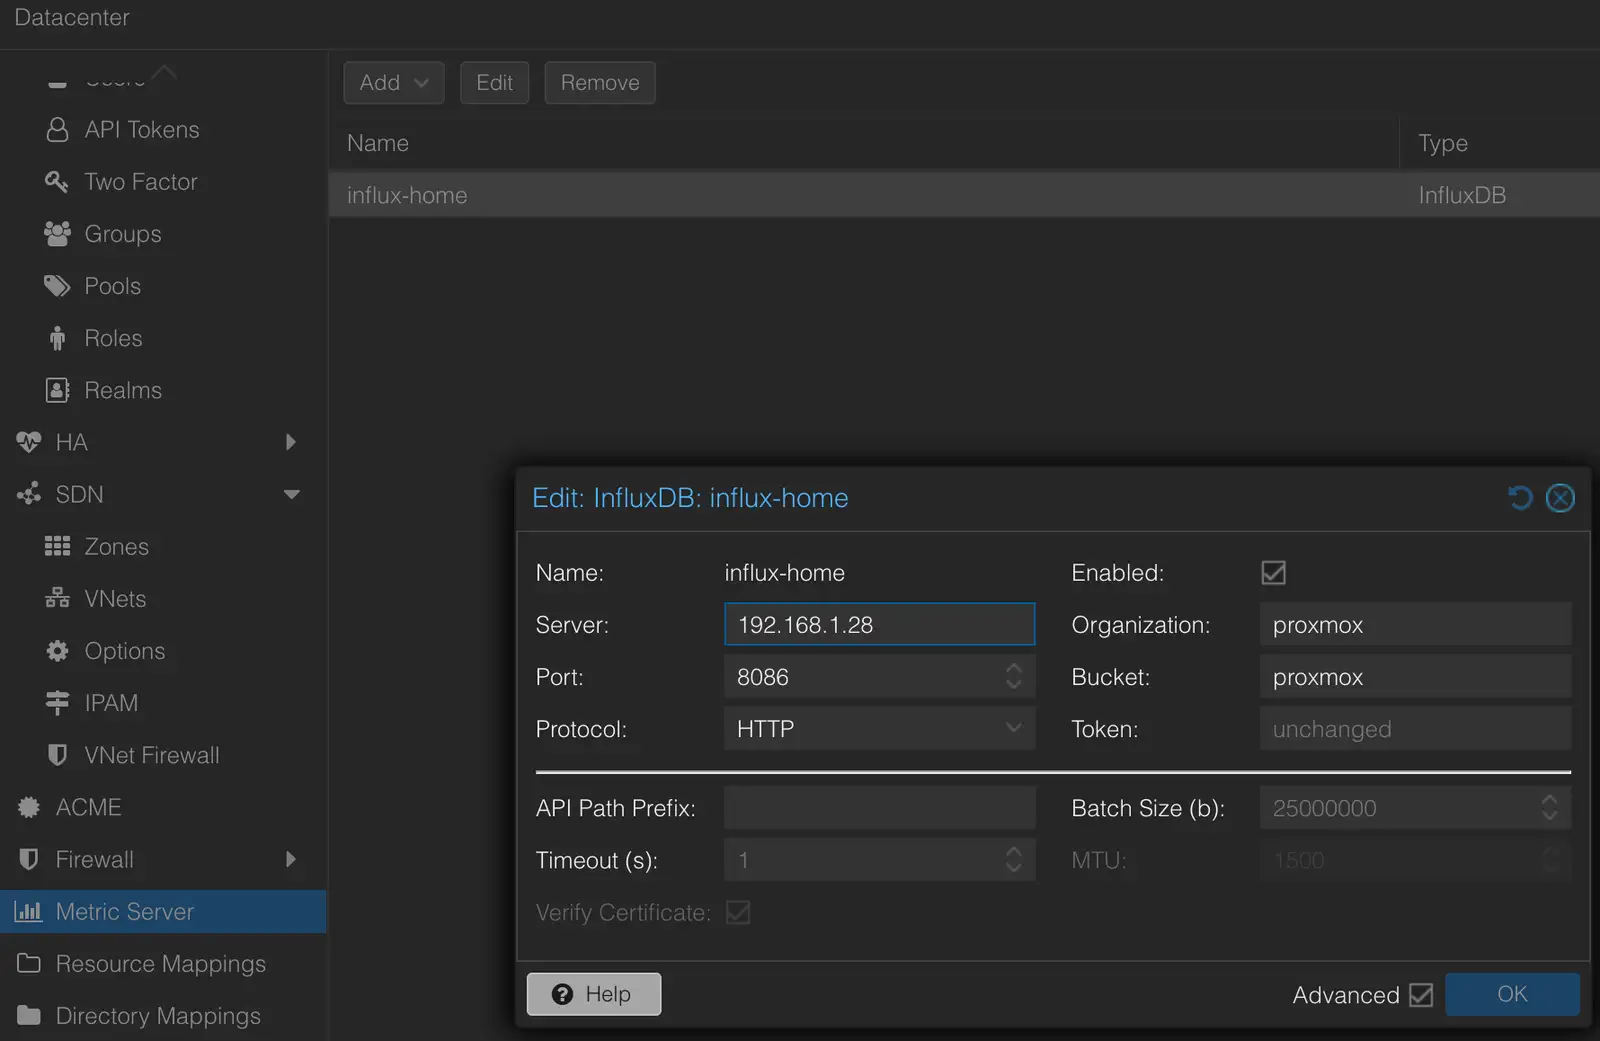 Datacenter
API Tokens
Two Factor
Groups
Pools
Roles
Realms
HA
SDN
Zones
VNets
Options
IPAM
VNet Firewall
ACME
Firewall
Metric Server
Resource Mappings
Directory Mappings
Add Edit Remove
Name Type
influx-home InfluxDB
Edit: InfluxDB: influx-home
Name: influx-home Enabled:
Server: 192.168.1.28 Organization: proxmox
Port: 8086 Bucket: proxmox
Protocol: HTTP Token: unchanged
API Path Prefix: Batch Size (b): 25000000
Timeout (s): 1 MTU: 1500
Verify Certificate:
Help Advanced OK